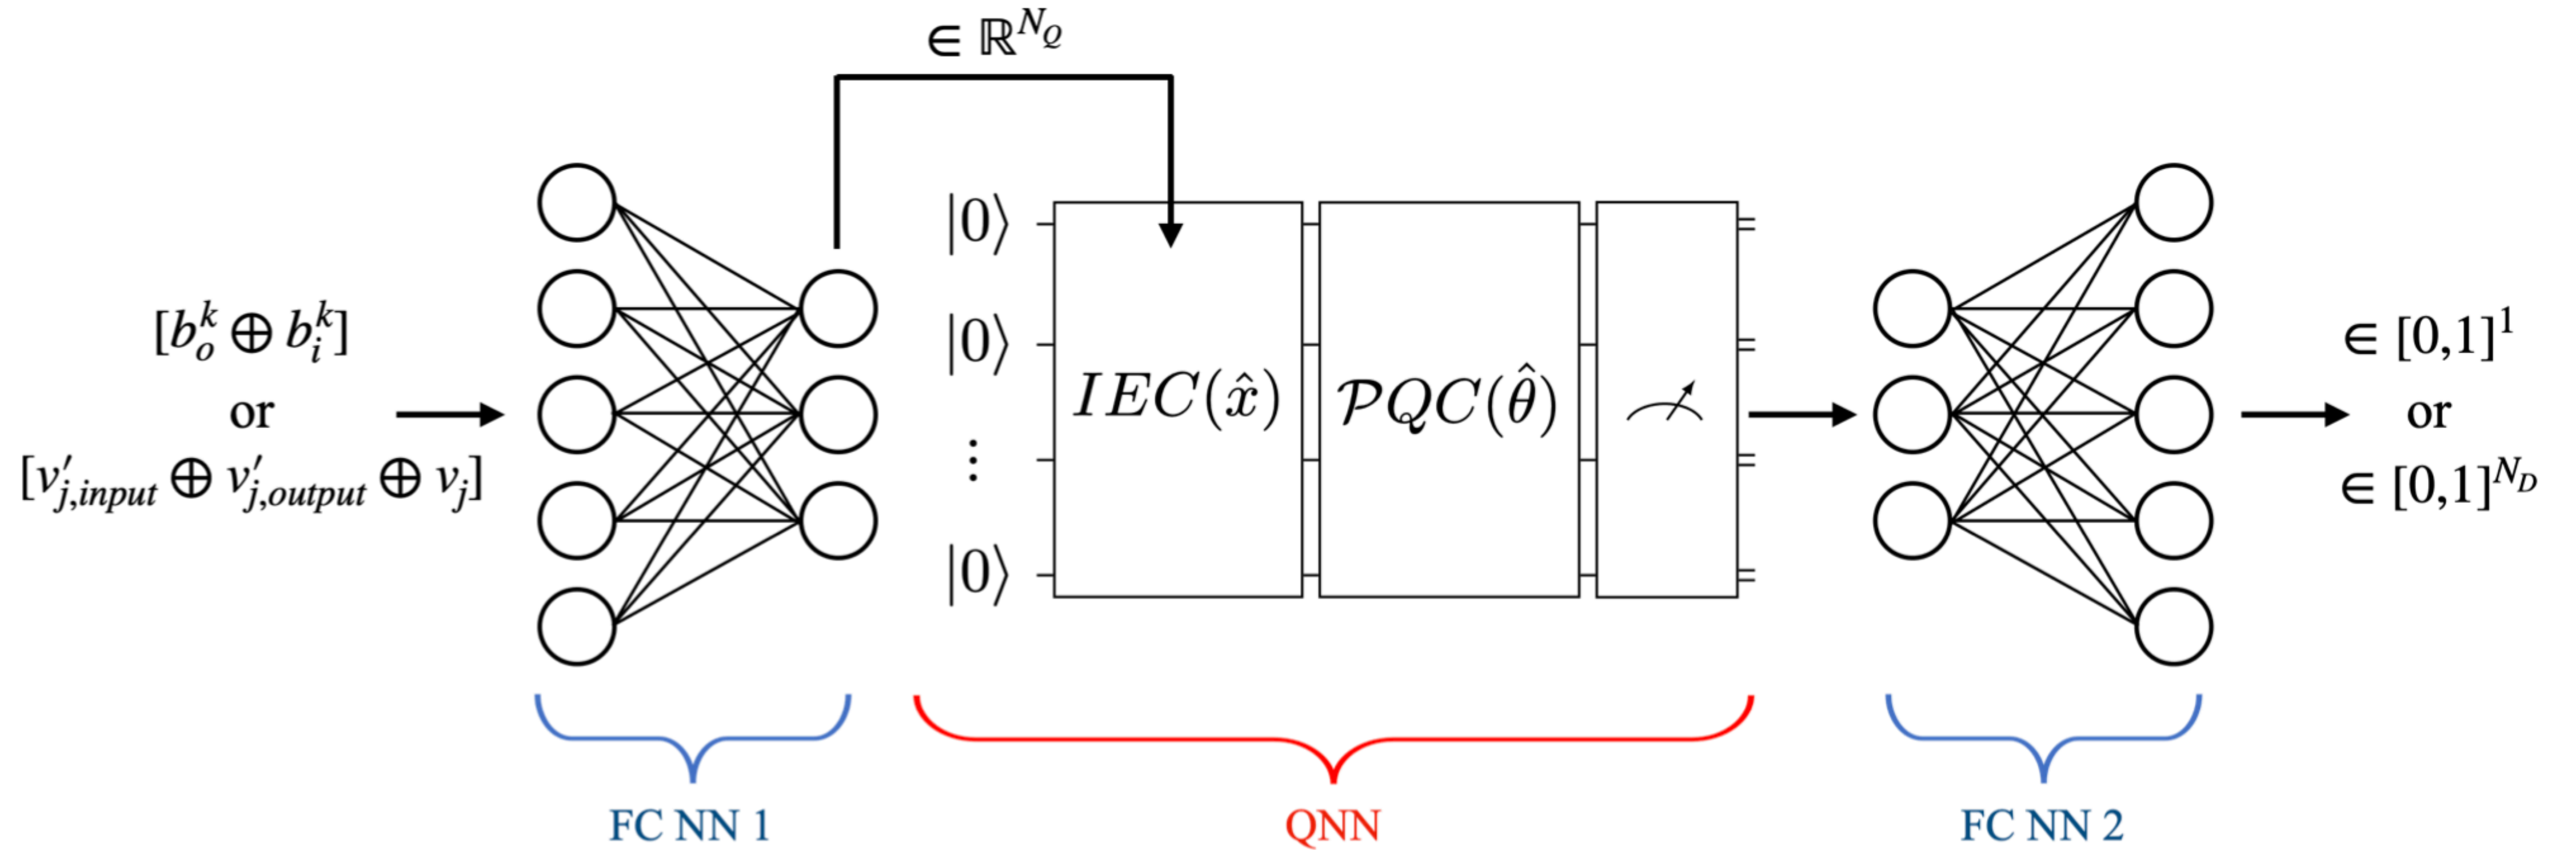 ∈ ℝ^{N_Q}
[b_o^k ⊕ b_i^k]
or
[v′_{j,input} ⊕ v′_{j,output} ⊕ v_j]
|0⟩
|0⟩
⋮
|0⟩
IEC(x̂)
𝒫QC(θ̂)
∈ [0,1]^1
or
∈ [0,1]^{N_D}
FC NN 1
QNN
FC NN 2